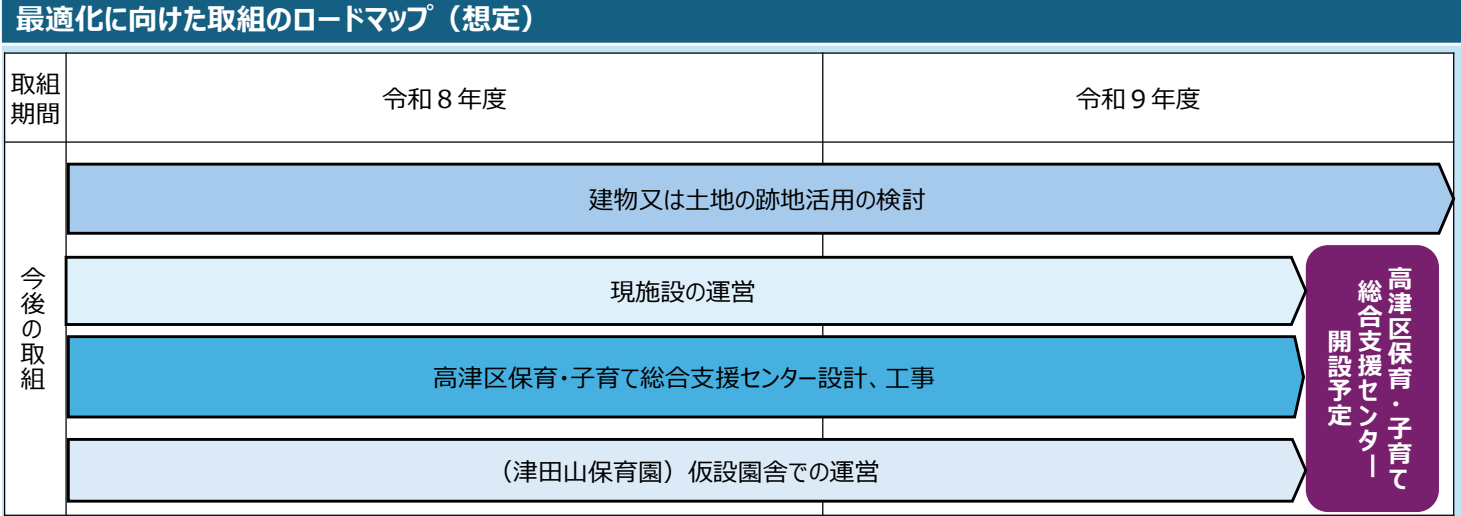 最適化に向けた取組のロードマップ（想定）
取組
期間
令和８年度
令和９年度
今後の取組
建物又は土地の跡地活用の検討
現施設の運営
高津区保育・子育て総合支援センター設計、工事
（津田山保育園）仮設園舎での運営
高津区保育・子育て
総合支援センター
開設予定